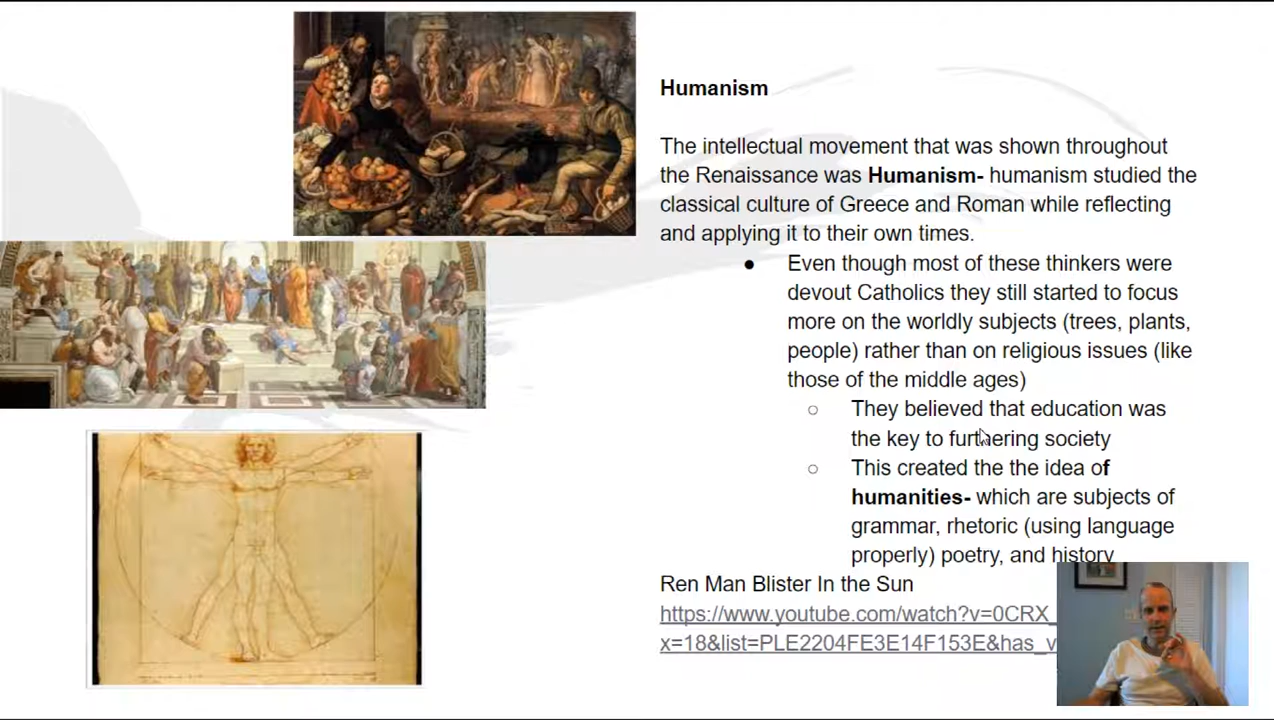 Humanism
The intellectual movement that was shown throughout
the Renaissance was Humanism- humanism studied the
classical culture of Greece and Roman while reflecting
and applying it to their own times.
● Even though most of these thinkers were
devout Catholics they still started to focus
more on the worldly subjects (trees, plants,
people) rather than on religious issues (like
those of the middle ages)
○ They believed that education was
the key to furthering society
○ This created the the idea of
humanities- which are subjects of
grammar, rhetoric (using language
properly) poetry, and history
Ren Man Blister In the Sun
https://www.youtube.com/watch?v=0CRX_
x=18&list=PLE2204FE3E14F153E&has_v